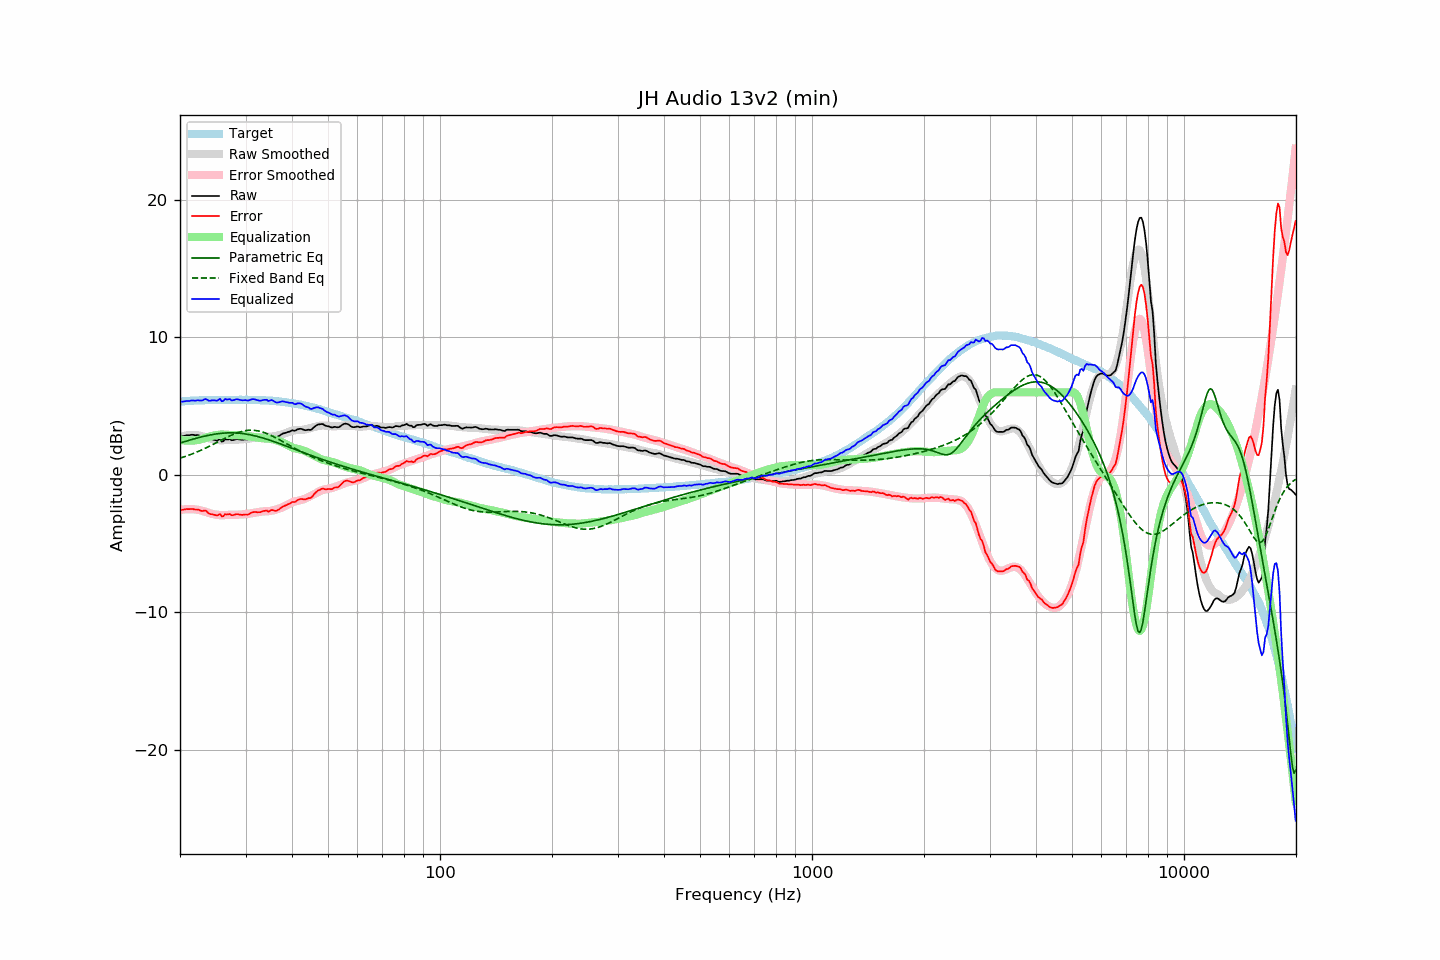 JH Audio 13v2 (min)
Target
Raw Smoothed
Error Smoothed
Raw
Error
Equalization
Parametric Eq
Fixed Band Eq
Equalized
20
10
0
−10
−20
Amplitude (dBr)
100
1000
10000
Frequency (Hz)